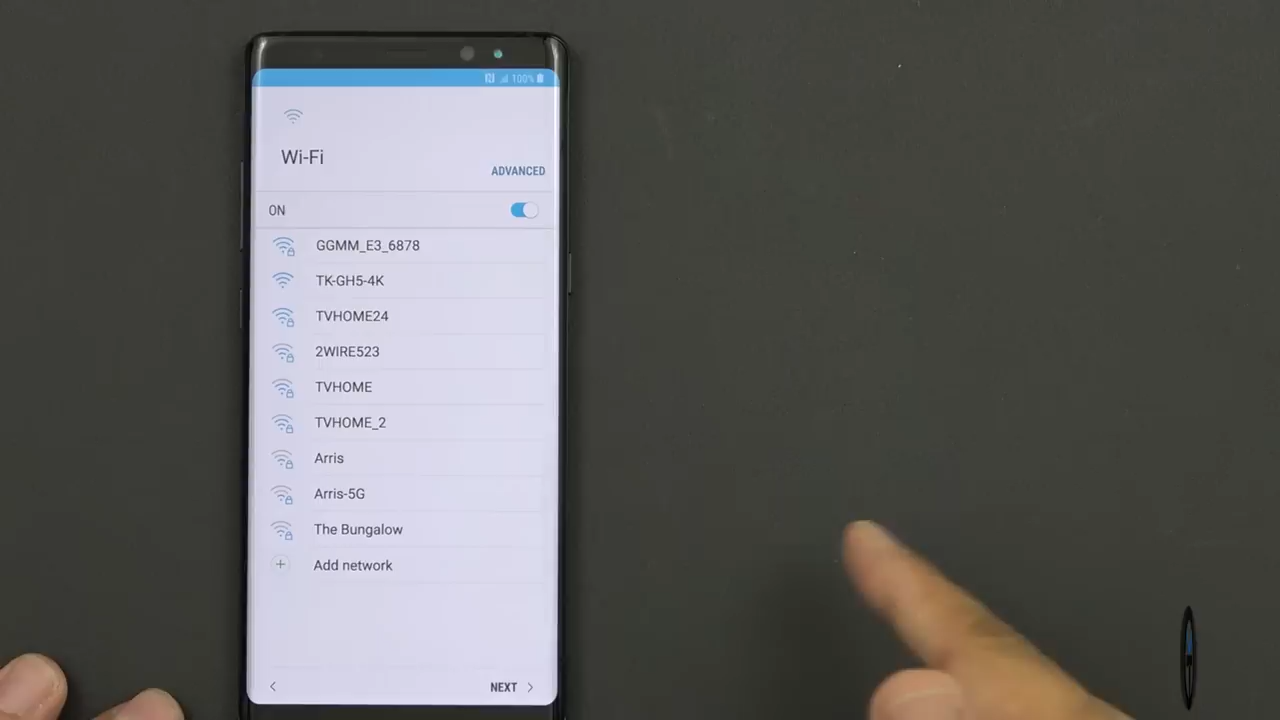 100%
Wi-Fi
ADVANCED
ON
GGMM_E3_6878
TK-GH5-4K
TVHOME24
2WIRE523
TVHOME
TVHOME_2
Arris
Arris-5G
The Bungalow
Add network
NEXT